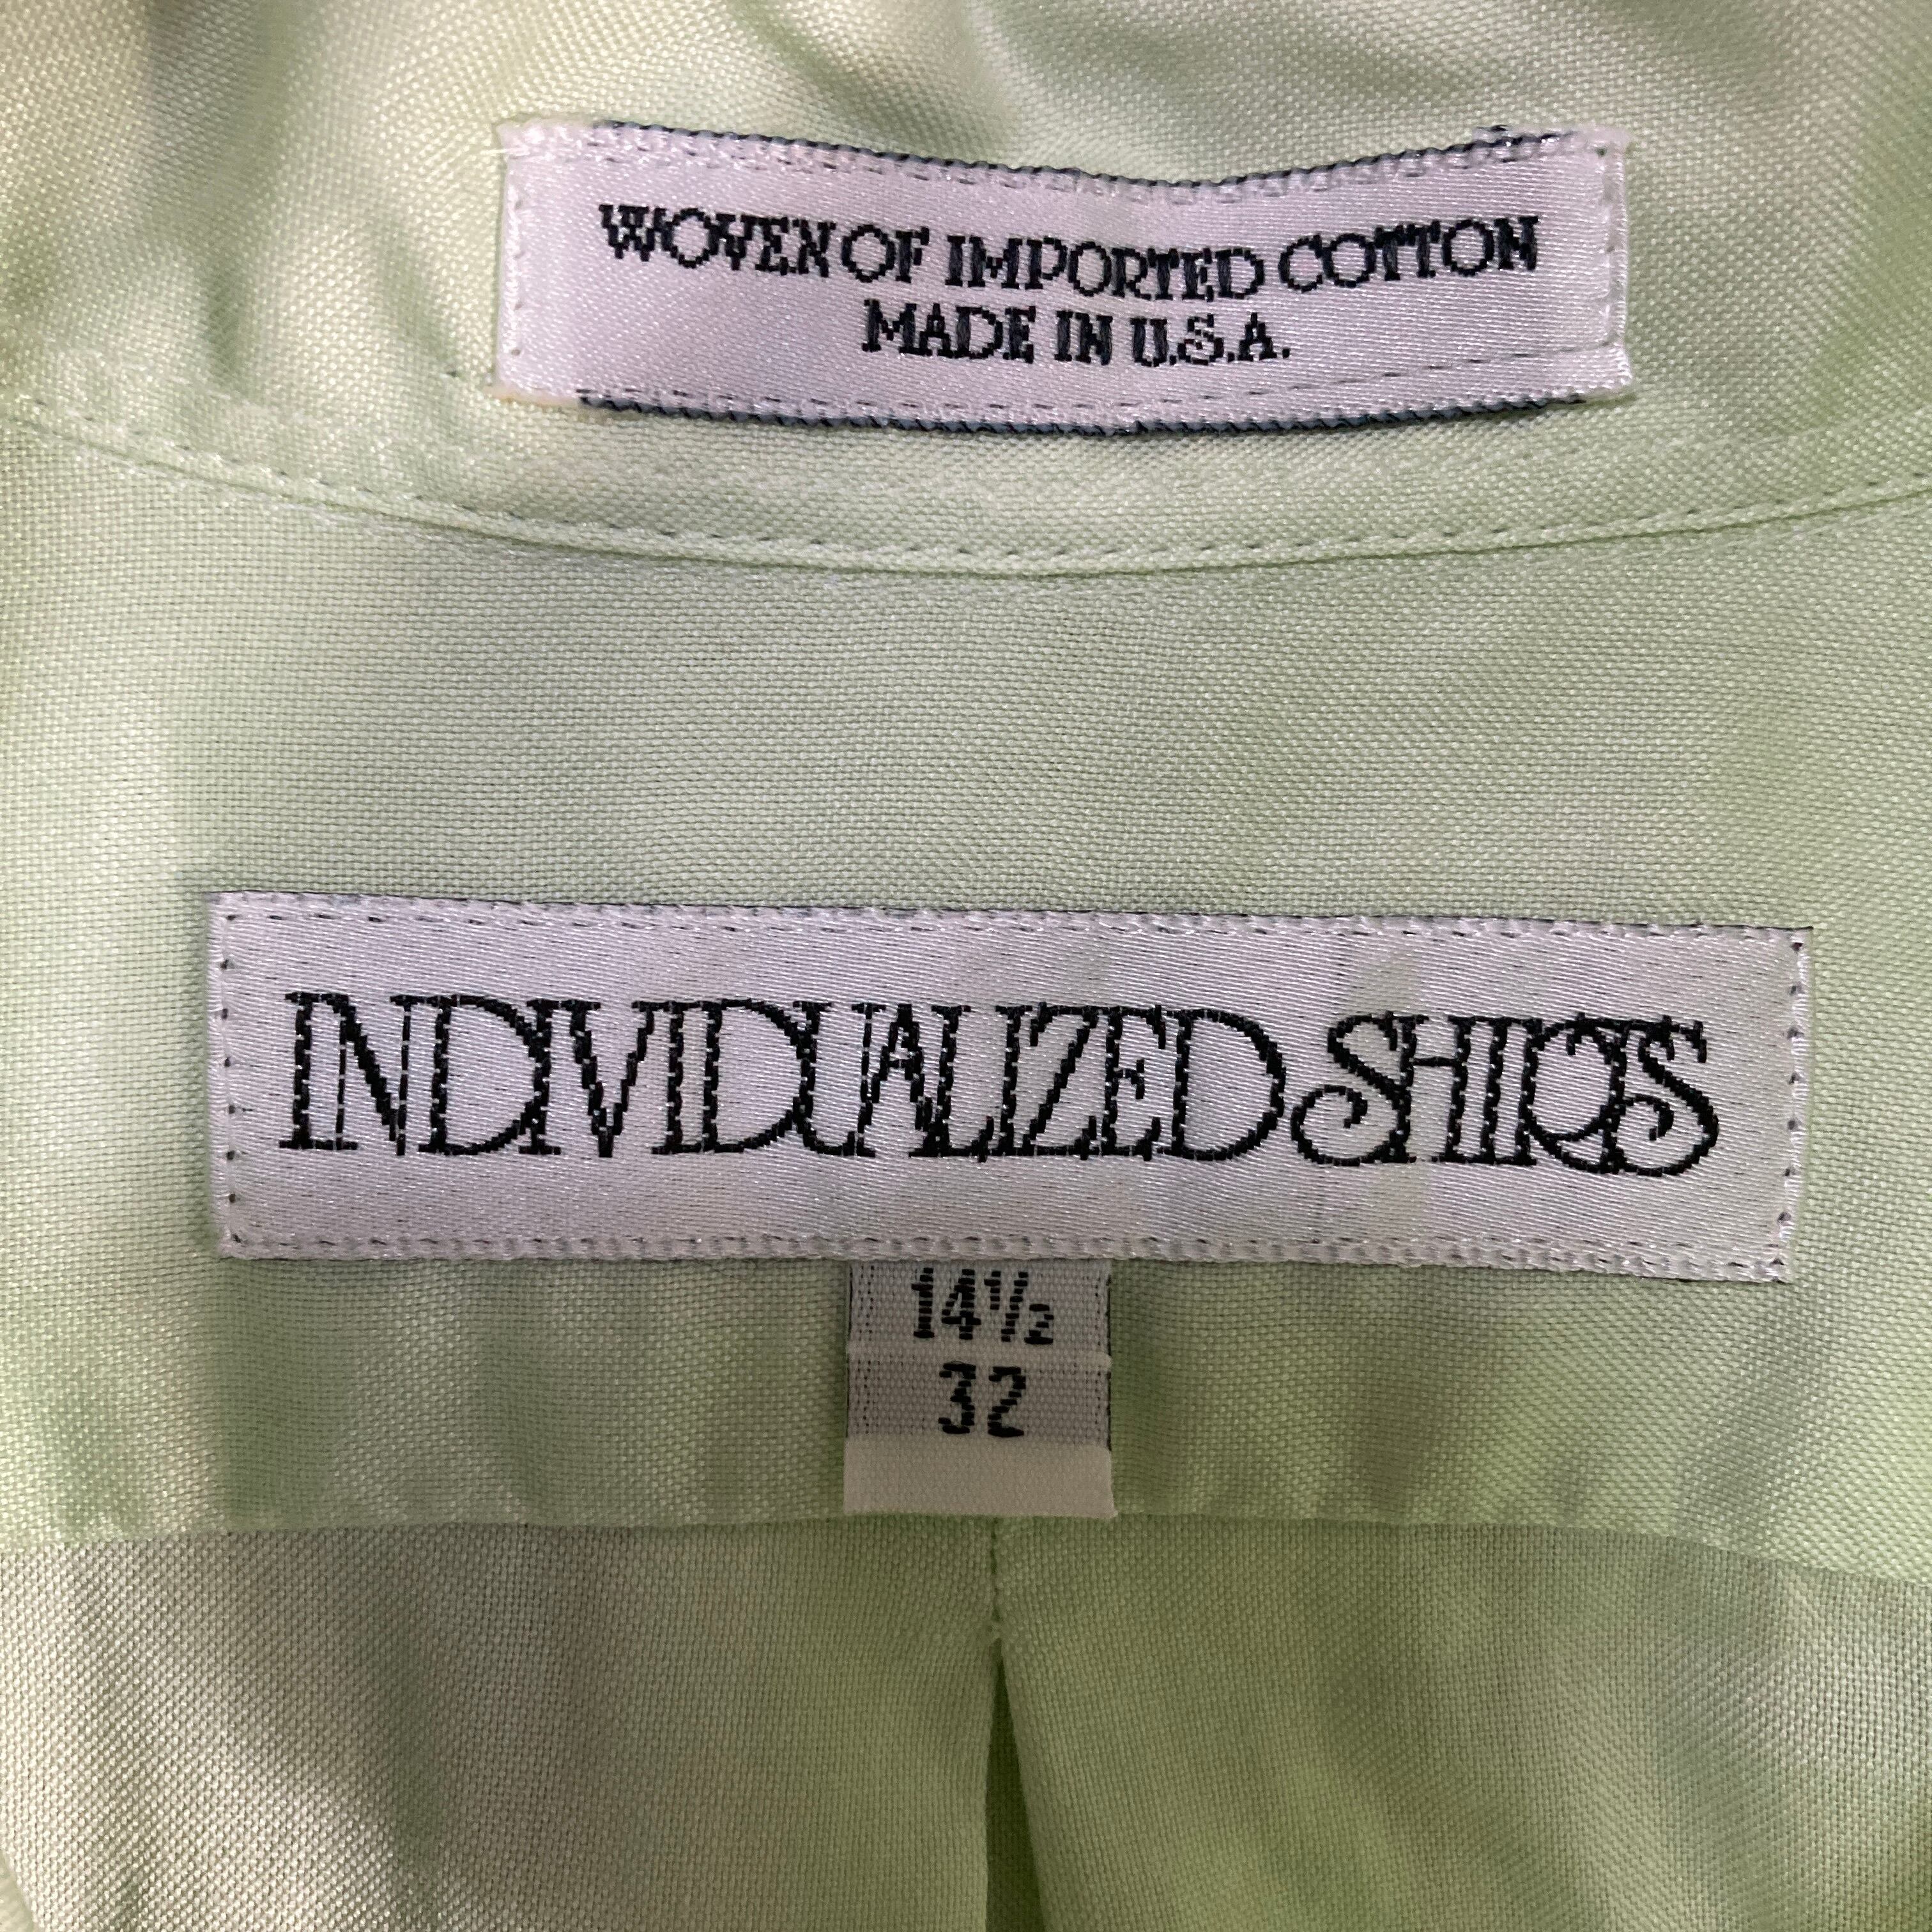 WOVEN OF IMPORTED COTTON
MADE IN U.S.A.
INDIVIDUALIZED SHIRTS
14½
32